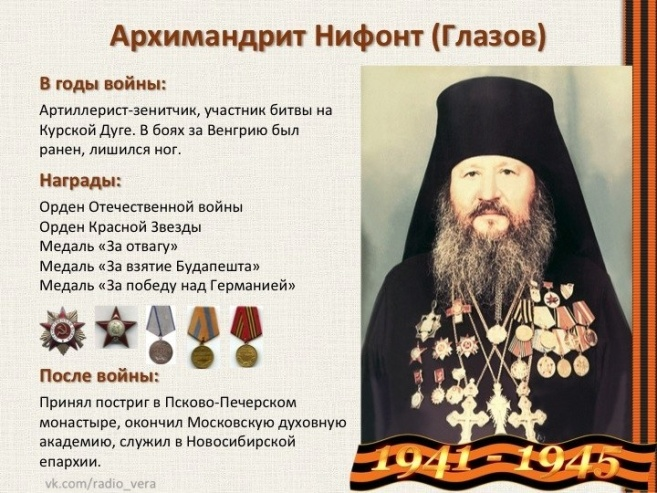 Архимандрит Нифонт (Глазов)
В годы войны:
Артиллерист-зенитчик, участник битвы на
Курской Дуге. В боях за Венгрию был
ранен, лишился ног.
Награды:
Орден Отечественной войны
Орден Красной Звезды
Медаль «За отвагу»
Медаль «За взятие Будапешта»
Медаль «За победу над Германией»
После войны:
Принял постриг в Псково-Печерском
монастыре, окончил Московскую духовную
академию, служил в Новосибирской
епархии.
vk.com/radio_vera
1941 - 1945